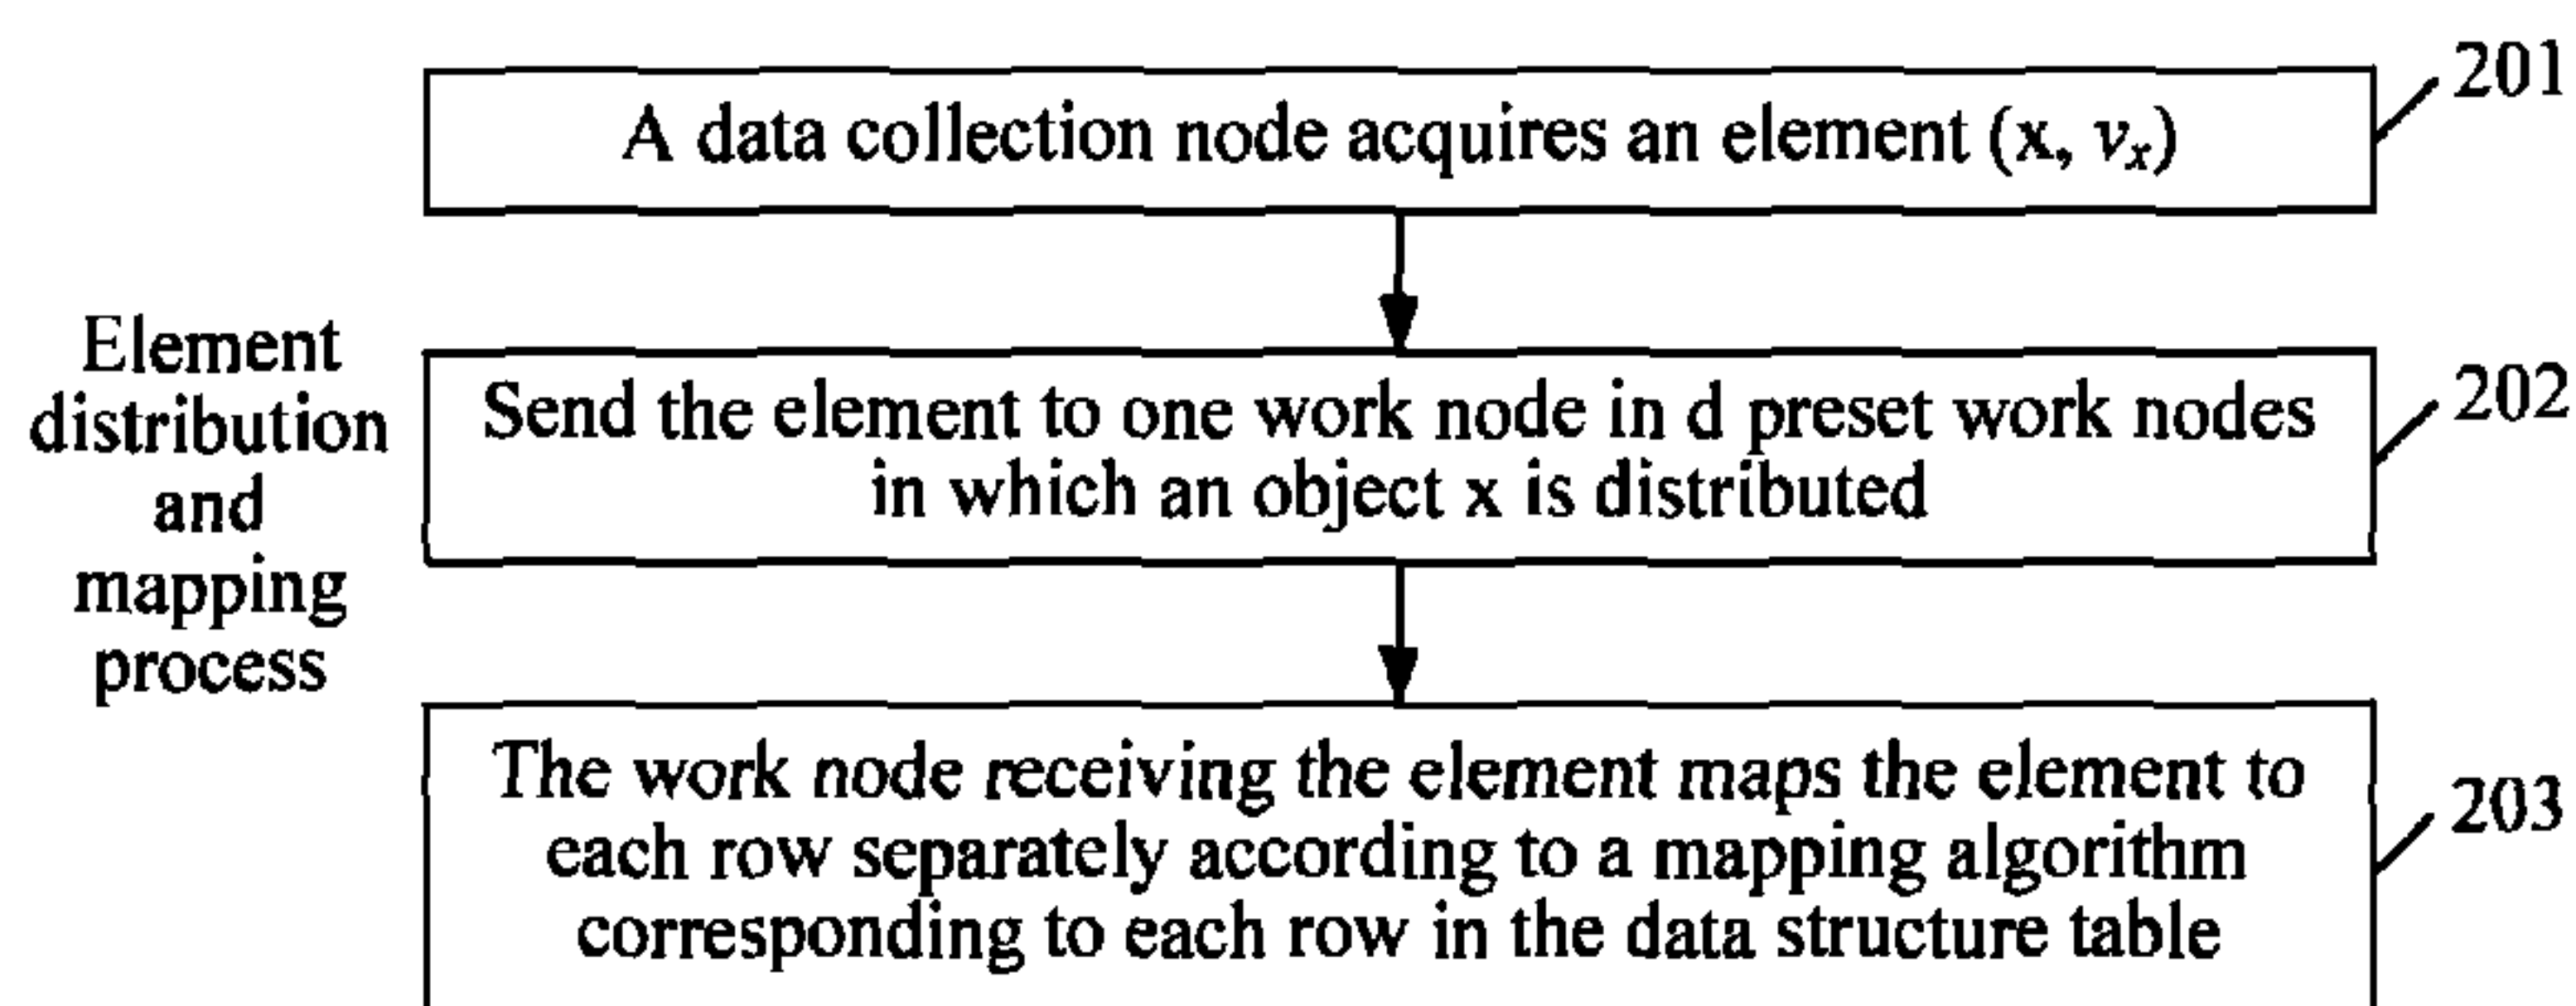 A data collection node acquires an element (x, vₓ)
201
Element
distribution
and
mapping
process
Send the element to one work node in d preset work nodes
in which an object x is distributed
202
The work node receiving the element maps the element to
each row separately according to a mapping algorithm
corresponding to each row in the data structure table
203